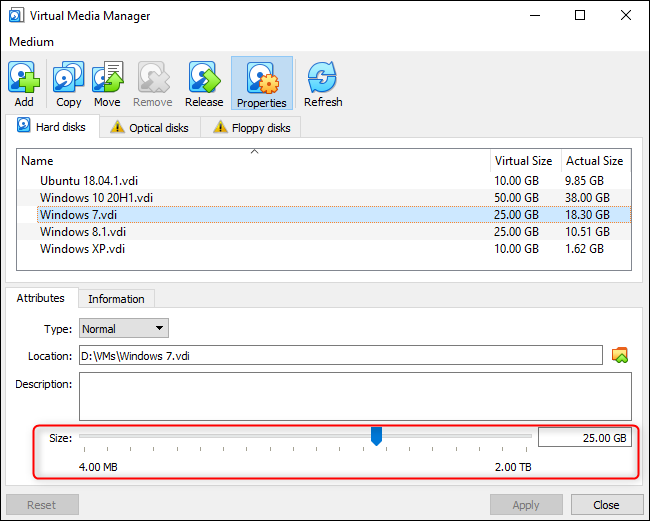 Virtual Media Manager
Medium
Add Copy Move Remove Release Properties Refresh
Hard disks Optical disks Floppy disks
Name Virtual Size Actual Size
Ubuntu 18.04.1.vdi 10.00 GB 9.85 GB
Windows 10 20H1.vdi 50.00 GB 38.00 GB
Windows 7.vdi 25.00 GB 18.30 GB
Windows 8.1.vdi 25.00 GB 10.51 GB
Windows XP.vdi 10.00 GB 1.62 GB
Attributes Information
Type: Normal
Location: D:\VMs\Windows 7.vdi
Description:
Size: 25.00 GB
4.00 MB 2.00 TB
Reset Apply Close